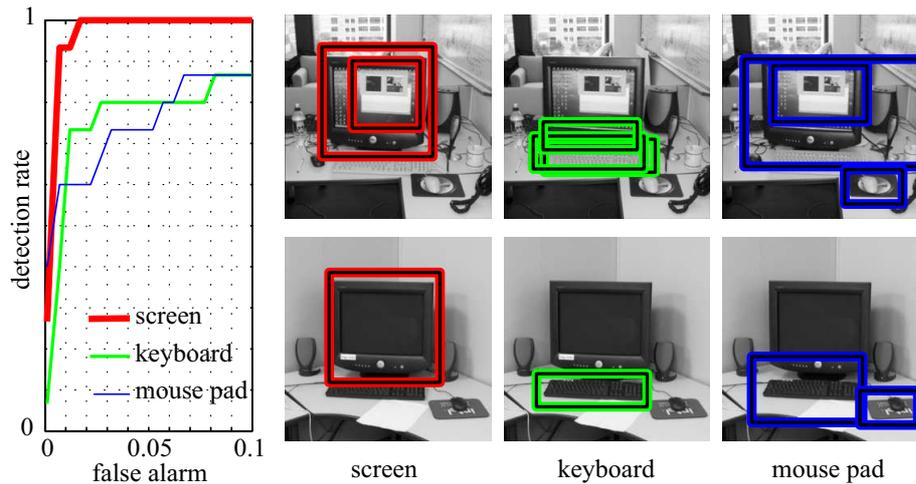 1
detection rate
screen
keyboard
mouse pad
0
0 0.05 0.1
false alarm
screen keyboard mouse pad